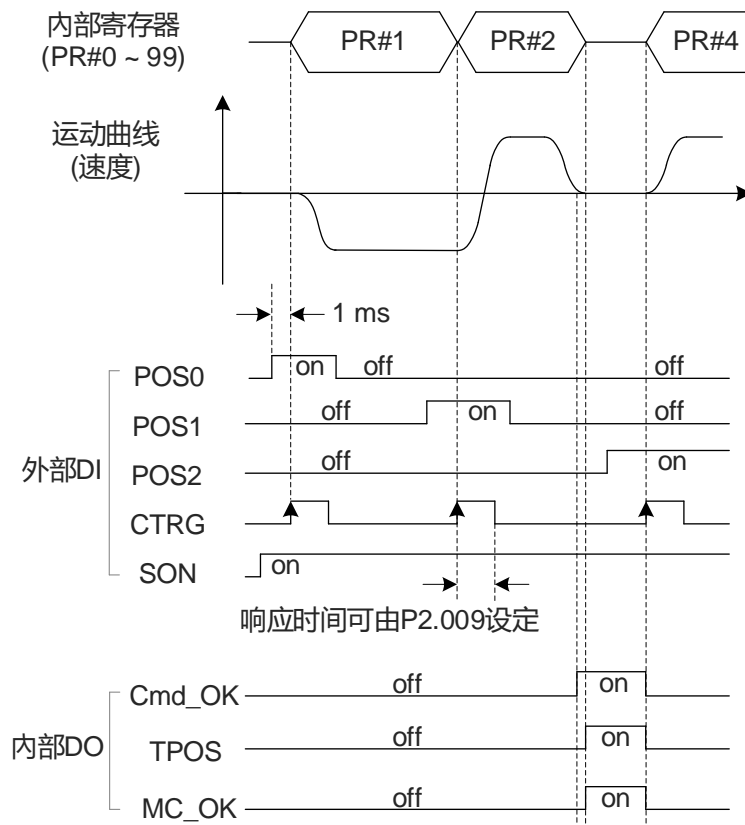 内部寄存器
(PR#0 ~ 99)
PR#1
PR#2
PR#4
运动曲线
(速度)
1 ms
外部DI
POS0
on
off
off
POS1
off
on
off
POS2
off
on
CTRG
SON
on
响应时间可由P2.009设定
内部DO
Cmd_OK
off
on
TPOS
off
on
MC_OK
off
on